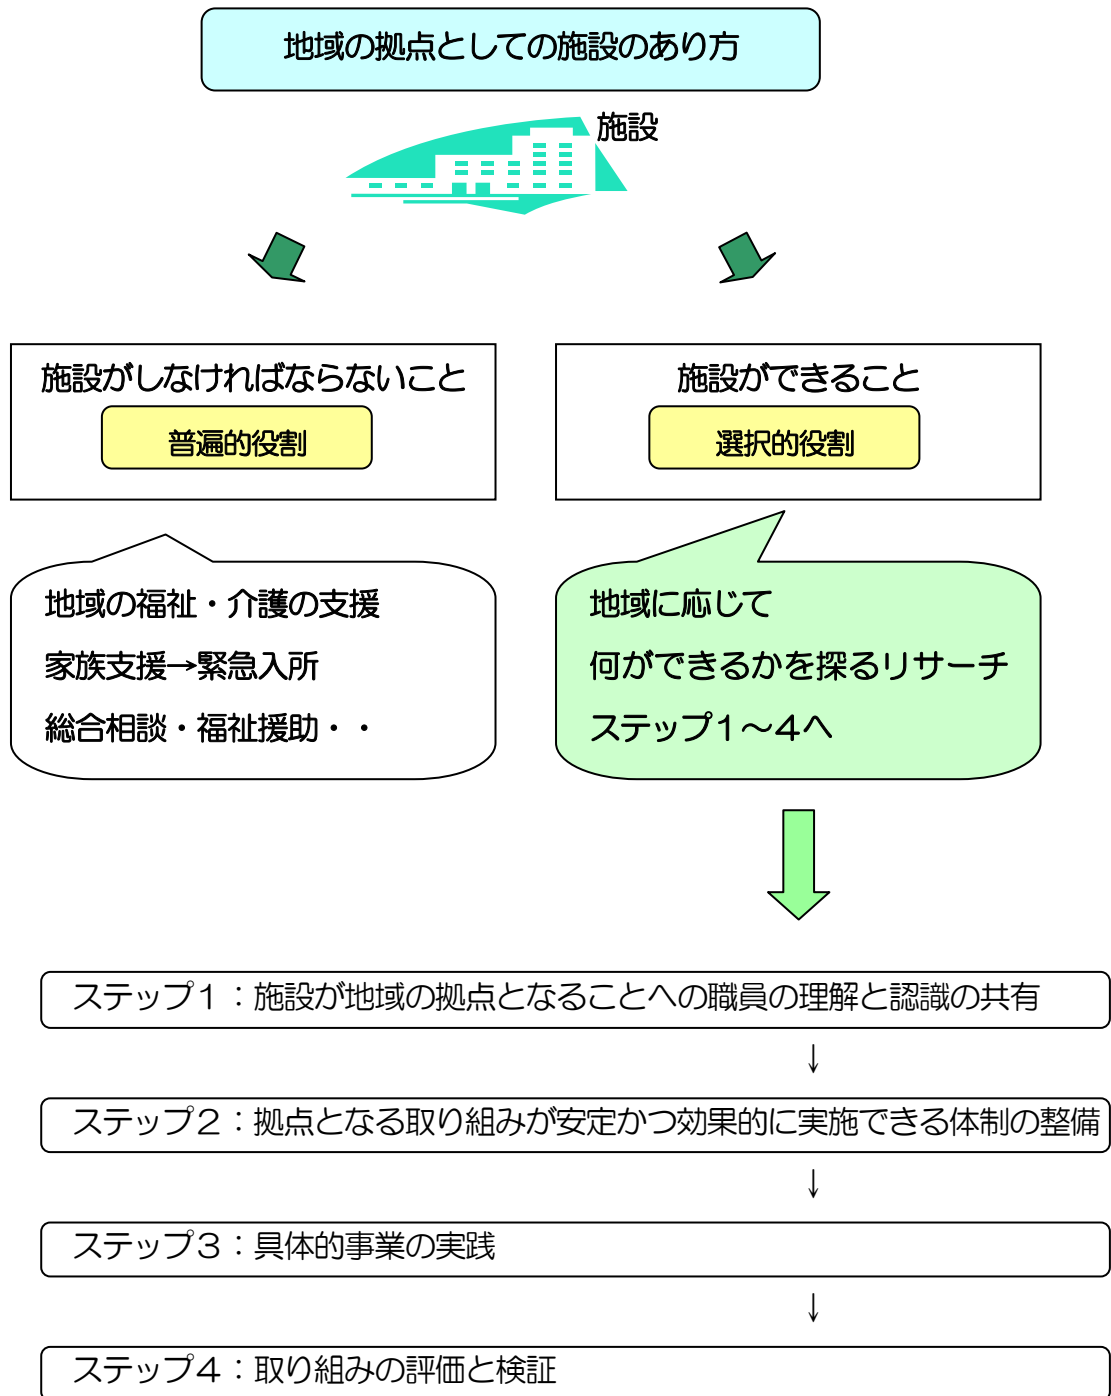 地域の拠点としての施設のあり方
施設
施設がしなければならないこと
普遍的役割
施設ができること
選択的役割
地域の福祉・介護の支援
家族支援→緊急入所
総合相談・福祉援助・・
地域に応じて
何ができるかを探るリサーチ
ステップ１～４へ
ステップ１：施設が地域の拠点となることへの職員の理解と認識の共有
↓
ステップ２：拠点となる取り組みが安定かつ効果的に実施できる体制の整備
↓
ステップ３：具体的事業の実践
↓
ステップ４：取り組みの評価と検証